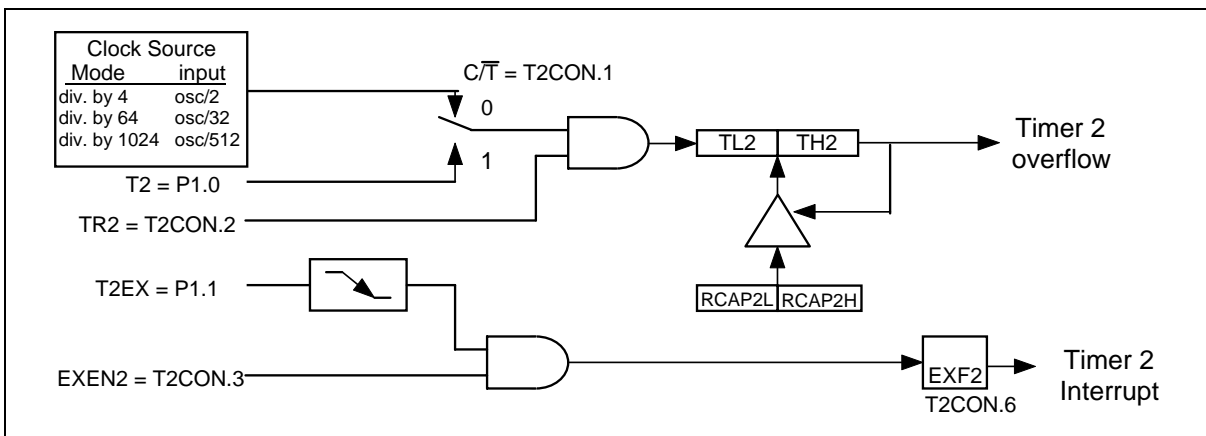 Clock Source
Mode input
div. by 4 osc/2
div. by 64 osc/32
div. by 1024 osc/512
C/T̅ = T2CON.1
0
1
T2 = P1.0
TR2 = T2CON.2
TL2 TH2
Timer 2
overflow
T2EX = P1.1
RCAP2L RCAP2H
EXEN2 = T2CON.3
EXF2
T2CON.6
Timer 2
Interrupt